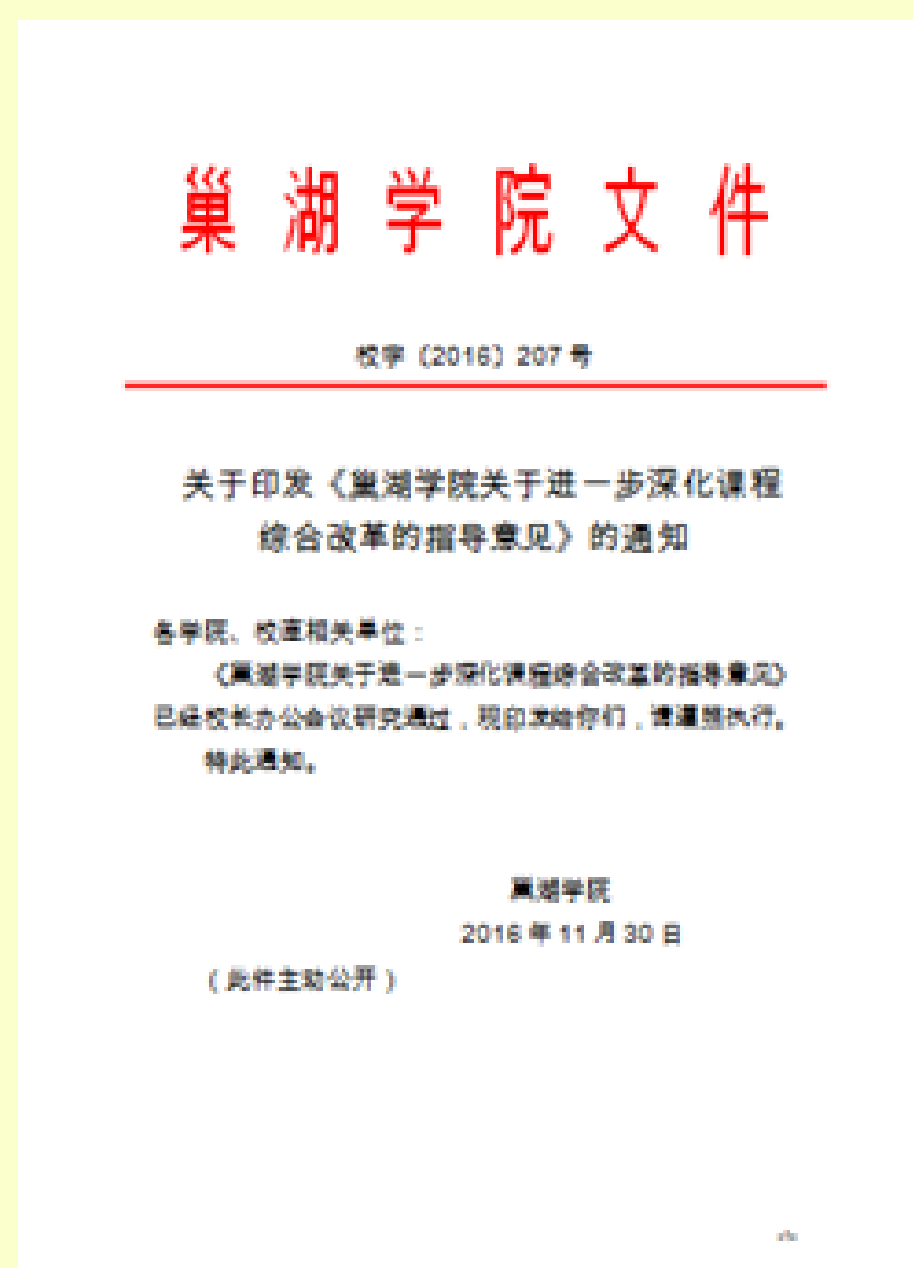 巢湖学院文件
校字〔2016〕207号
关于印发《巢湖学院关于进一步深化课程
综合改革的指导意见》的通知
各学院、校直相关单位：
《巢湖学院关于进一步深化课程综合改革的指导意见》
已经校长办公会议研究通过，现印发给你们，请遵照执行。
特此通知。
巢湖学院
2016年11月30日
（此件主动公开）